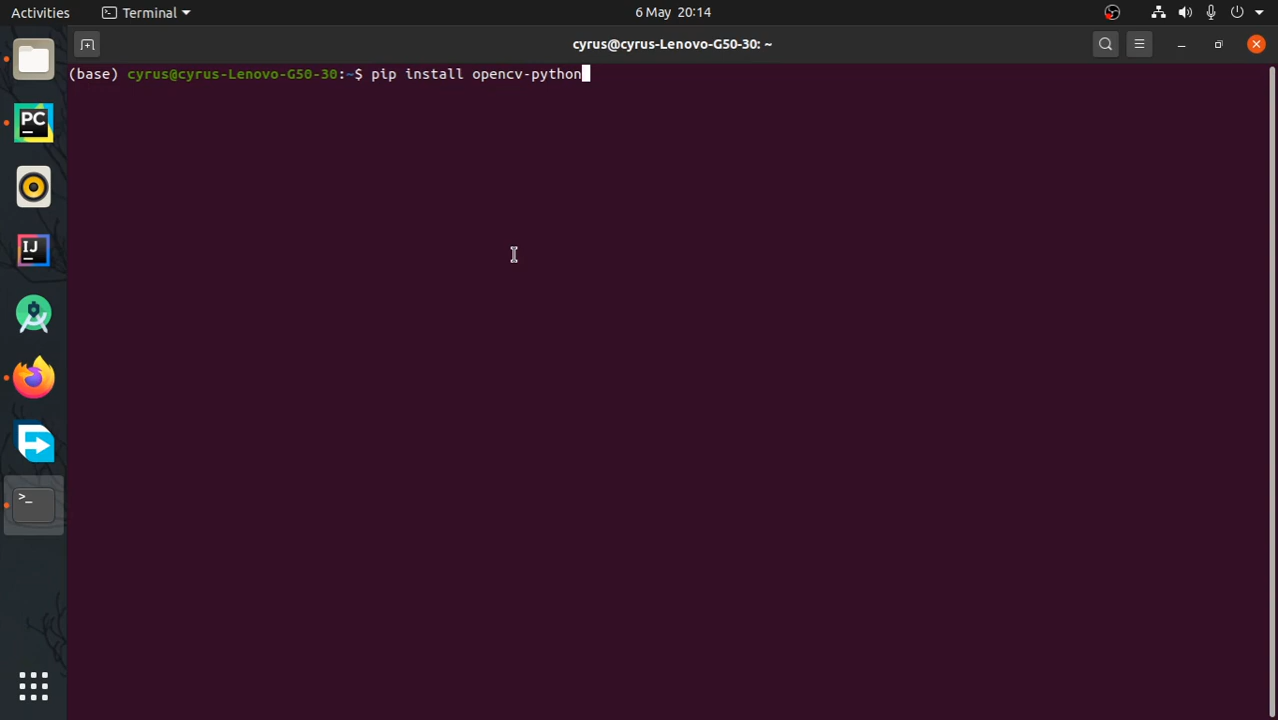 Activities
Terminal
6 May 20:14
cyrus@cyrus-Lenovo-G50-30: ~
(base) cyrus@cyrus-Lenovo-G50-30:~$ pip install opencv-python
PC
IJ
>_